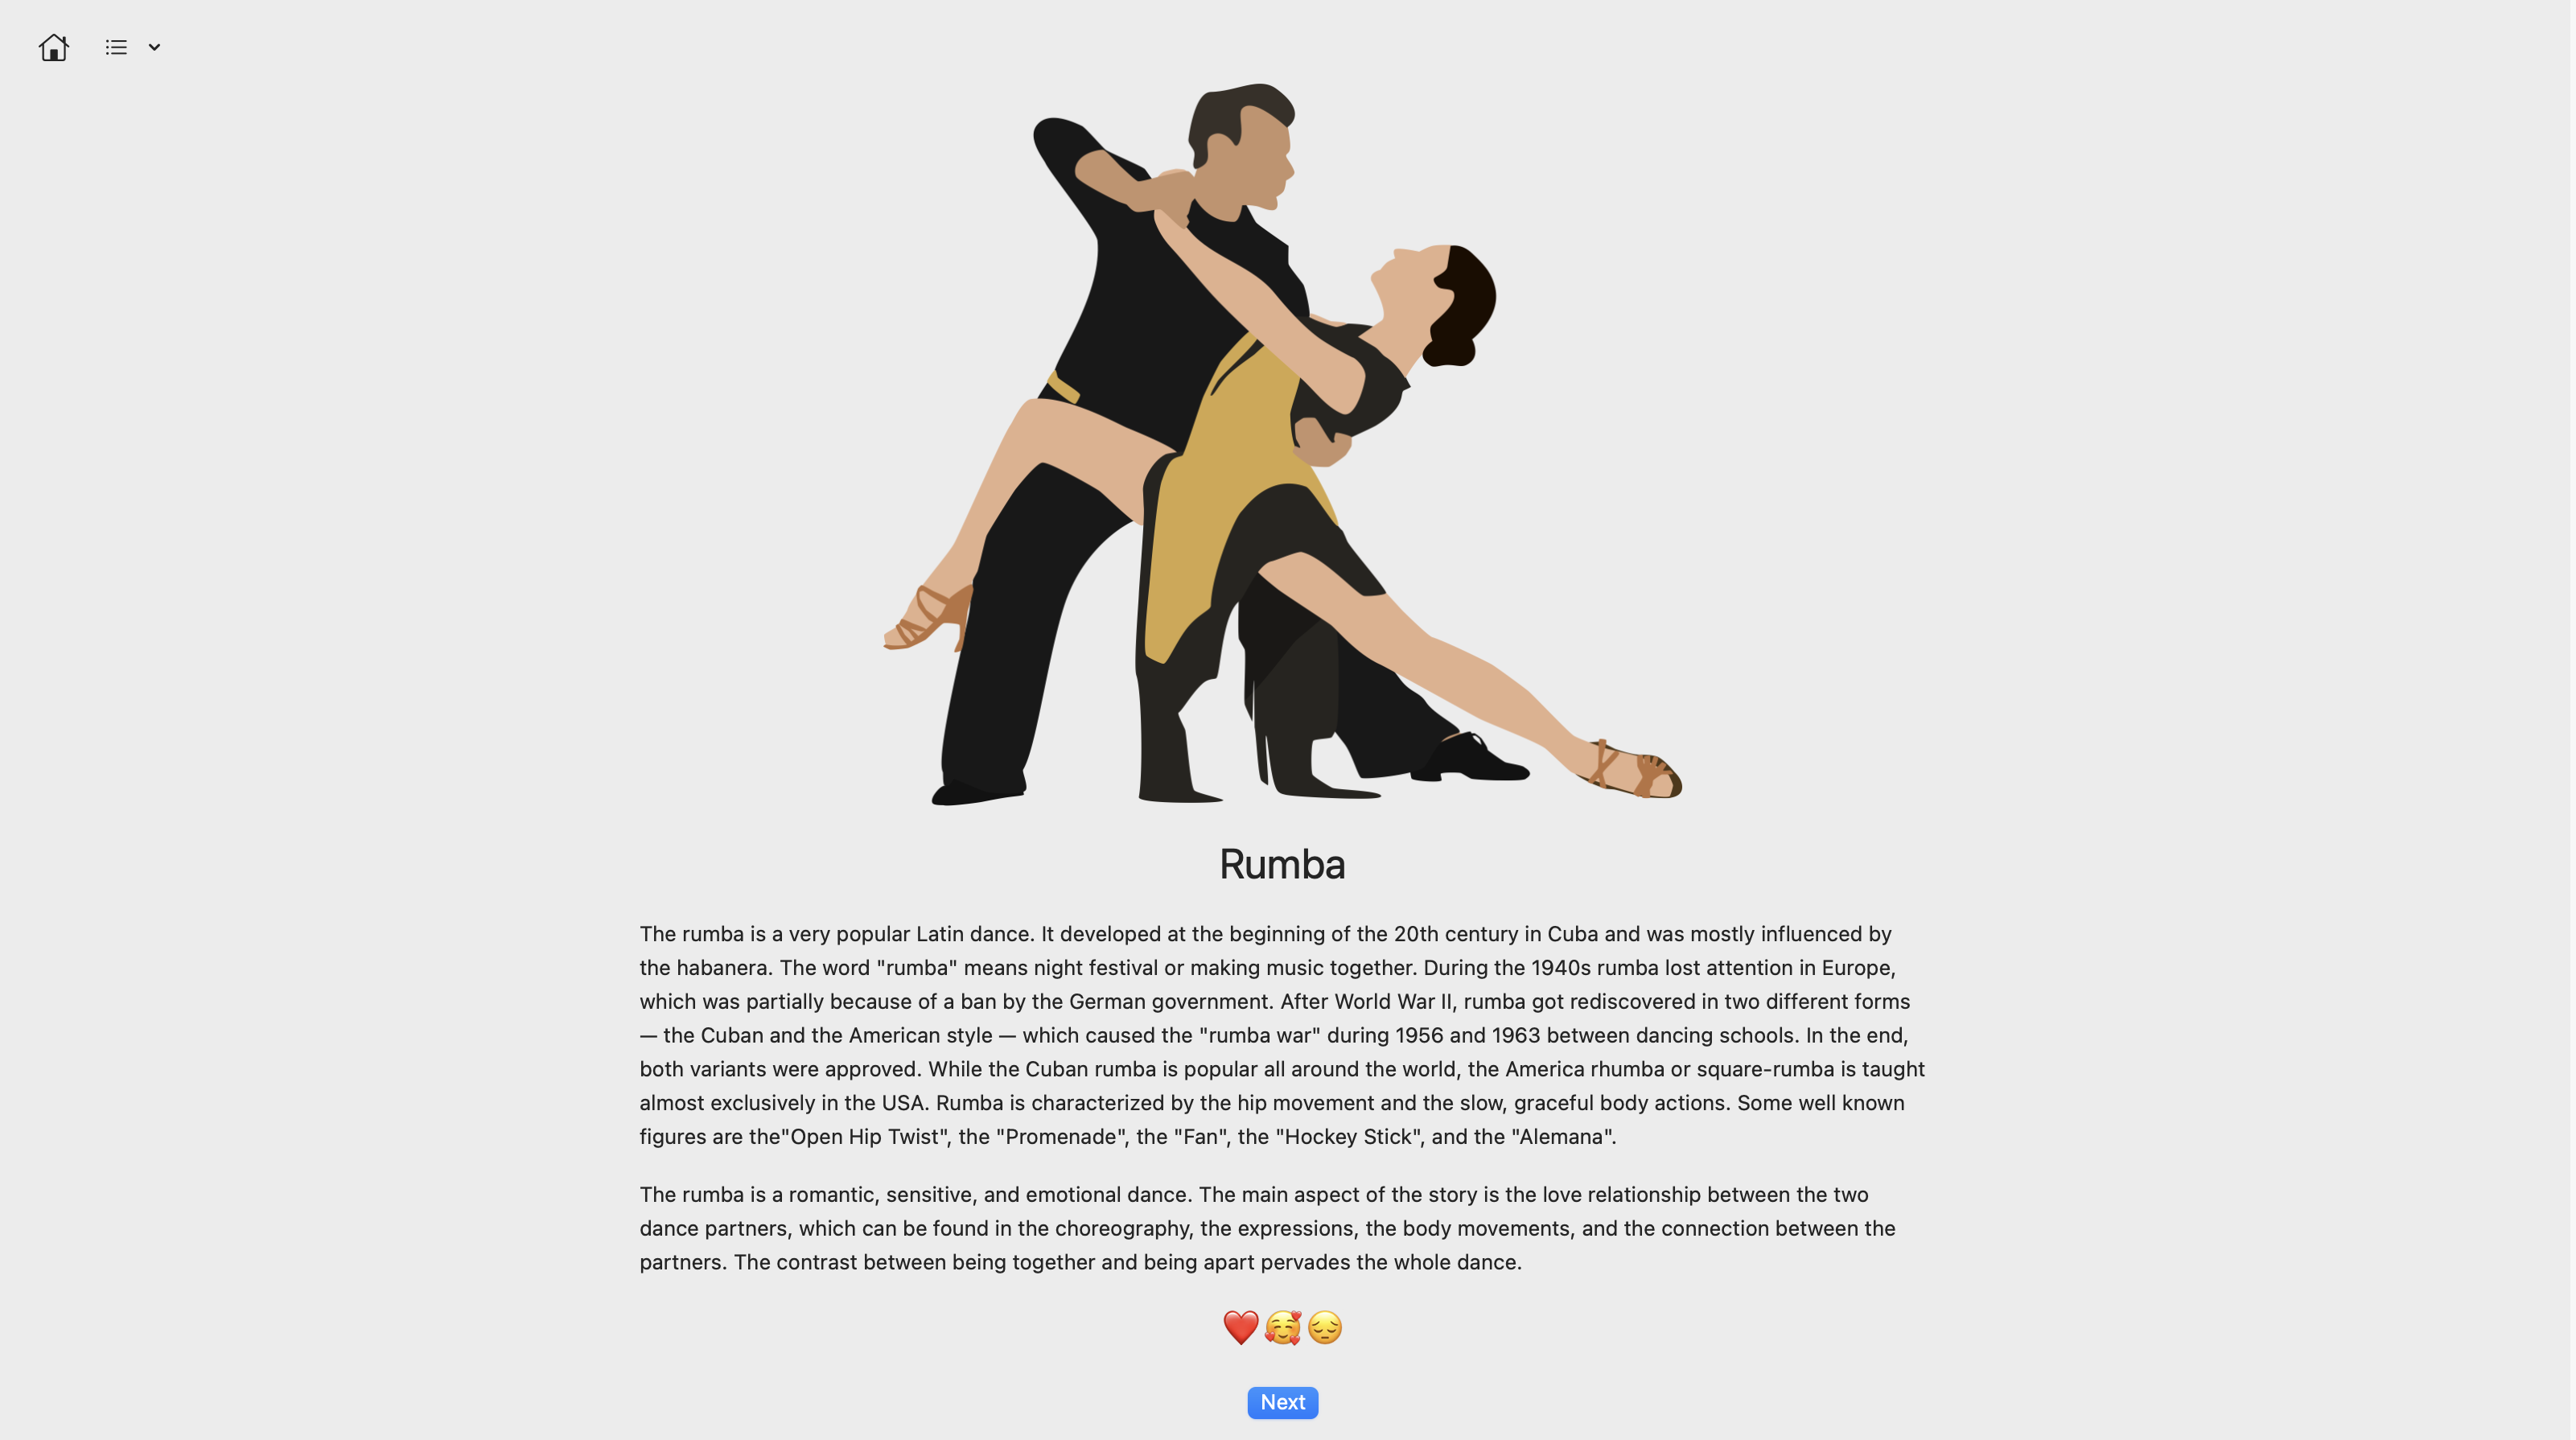 Rumba
The rumba is a very popular Latin dance. It developed at the beginning of the 20th century in Cuba and was mostly influenced by
the habanera. The word "rumba" means night festival or making music together. During the 1940s rumba lost attention in Europe,
which was partially because of a ban by the German government. After World War II, rumba got rediscovered in two different forms
— the Cuban and the American style — which caused the "rumba war" during 1956 and 1963 between dancing schools. In the end,
both variants were approved. While the Cuban rumba is popular all around the world, the America rhumba or square-rumba is taught
almost exclusively in the USA. Rumba is characterized by the hip movement and the slow, graceful body actions. Some well known
figures are the"Open Hip Twist", the "Promenade", the "Fan", the "Hockey Stick", and the "Alemana".
The rumba is a romantic, sensitive, and emotional dance. The main aspect of the story is the love relationship between the two
dance partners, which can be found in the choreography, the expressions, the body movements, and the connection between the
partners. The contrast between being together and being apart pervades the whole dance.
❤️🥰😔
Next